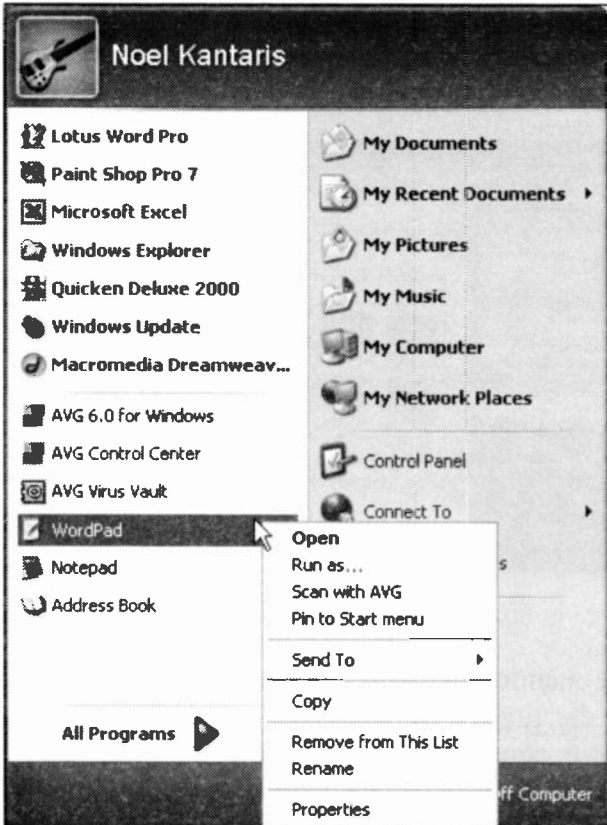 Noel Kantaris
Lotus Word Pro
Paint Shop Pro 7
Microsoft Excel
Windows Explorer
Quicken Deluxe 2000
Windows Update
Macromedia Dreamweav...
AVG 6.0 for Windows
AVG Control Center
AVG Virus Vault
WordPad
Notepad
Address Book
All Programs
My Documents
My Recent Documents
My Pictures
My Music
My Computer
My Network Places
Control Panel
Connect To
s
Open
Run as...
Scan with AVG
Pin to Start menu
Send To
Copy
Remove from This List
Rename
Properties
ff Computer